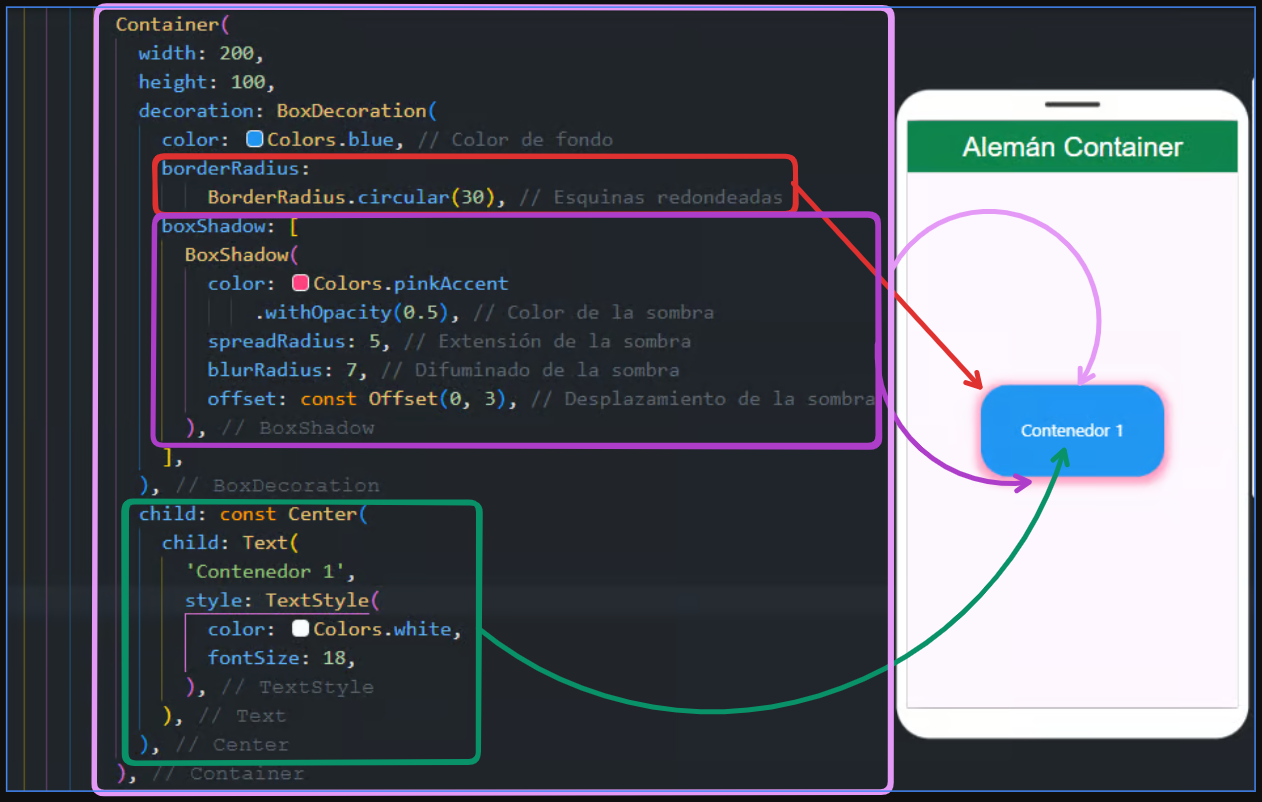 Container(
width: 200,
height: 100,
decoration: BoxDecoration(
color: Colors.blue, // Color de fondo
borderRadius:
BorderRadius.circular(30), // Esquinas redondeadas
boxShadow: [
BoxShadow(
color: Colors.pinkAccent
.withOpacity(0.5), // Color de la sombra
spreadRadius: 5, // Extensión de la sombra
blurRadius: 7, // Difuminado de la sombra
offset: const Offset(0, 3), // Desplazamiento de la sombra
), // BoxShadow
],
), // BoxDecoration
child: const Center(
child: Text(
'Contenedor 1',
style: TextStyle(
color: Colors.white,
fontSize: 18,
), // TextStyle
), // Text
), // Center
), // Container
Alemán Container
Contenedor 1